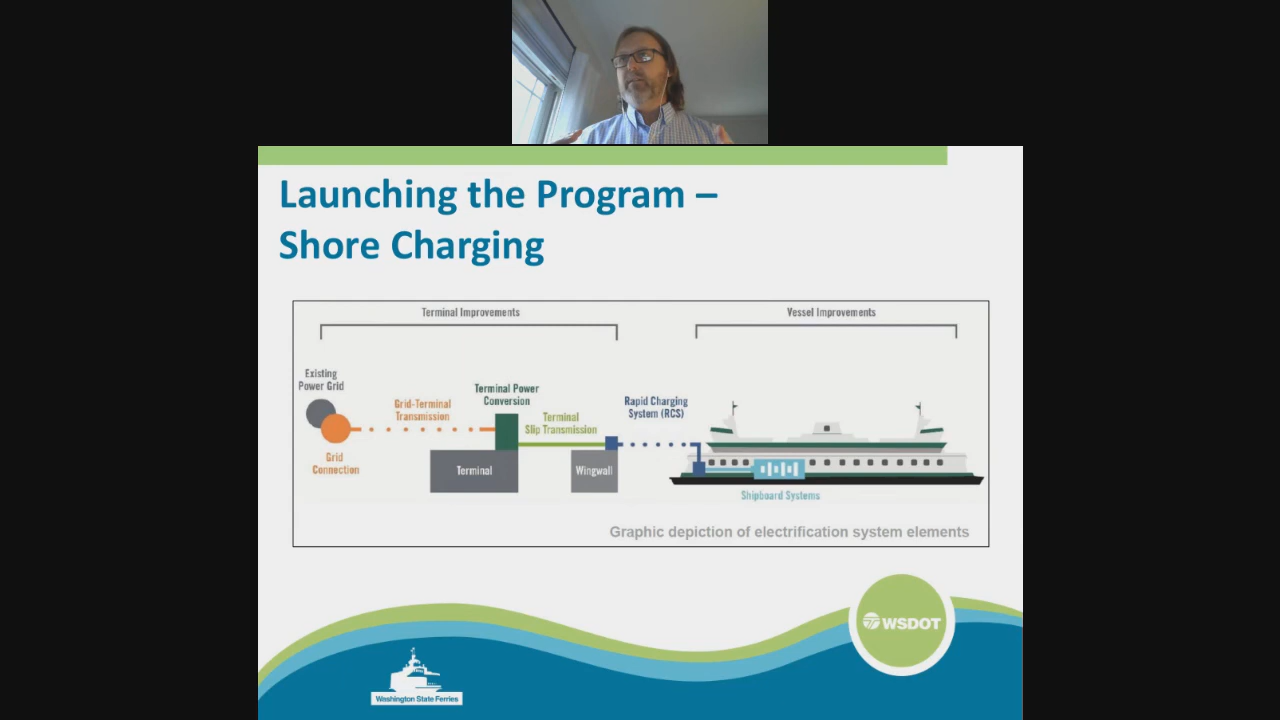 Launching the Program –
Shore Charging
Terminal Improvements
Vessel Improvements
Existing
Power Grid
Grid-Terminal
Transmission
Terminal Power
Conversion
Terminal
Slip Transmission
Rapid Charging
System (RCS)
Grid
Connection
Terminal
Wingwall
Shipboard Systems
Graphic depiction of electrification system elements
WSDOT
Washington State Ferries